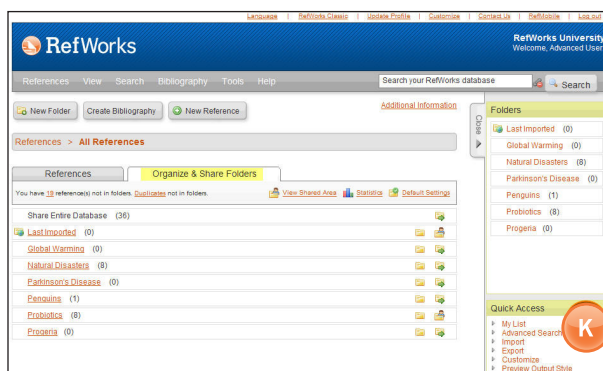 Language | RefWorks Classic | Update Profile | Customize | Contact Us | RefMobile | Log out
RefWorks
RefWorks University
Welcome, Advanced User
References View Search Bibliography Tools Help
Search your RefWorks database
Search
New Folder
Create Bibliography
New Reference
Additional Information
Close
References > All References
References
Organize & Share Folders
You have 19 reference(s) not in folders. Duplicates not in folders.
View Shared Area
Statistics
Default Settings
Share Entire Database (36)
Last Imported (0)
Global Warming (0)
Natural Disasters (8)
Parkinson's Disease (0)
Penguins (1)
Probiotics (8)
Progeria (0)
Folders
Last Imported (0)
Global Warming (0)
Natural Disasters (8)
Parkinson's Disease (0)
Penguins (1)
Probiotics (8)
Progeria (0)
Quick Access
My List
Advanced Search
Import
Export
Customize
Preview Output Style
K